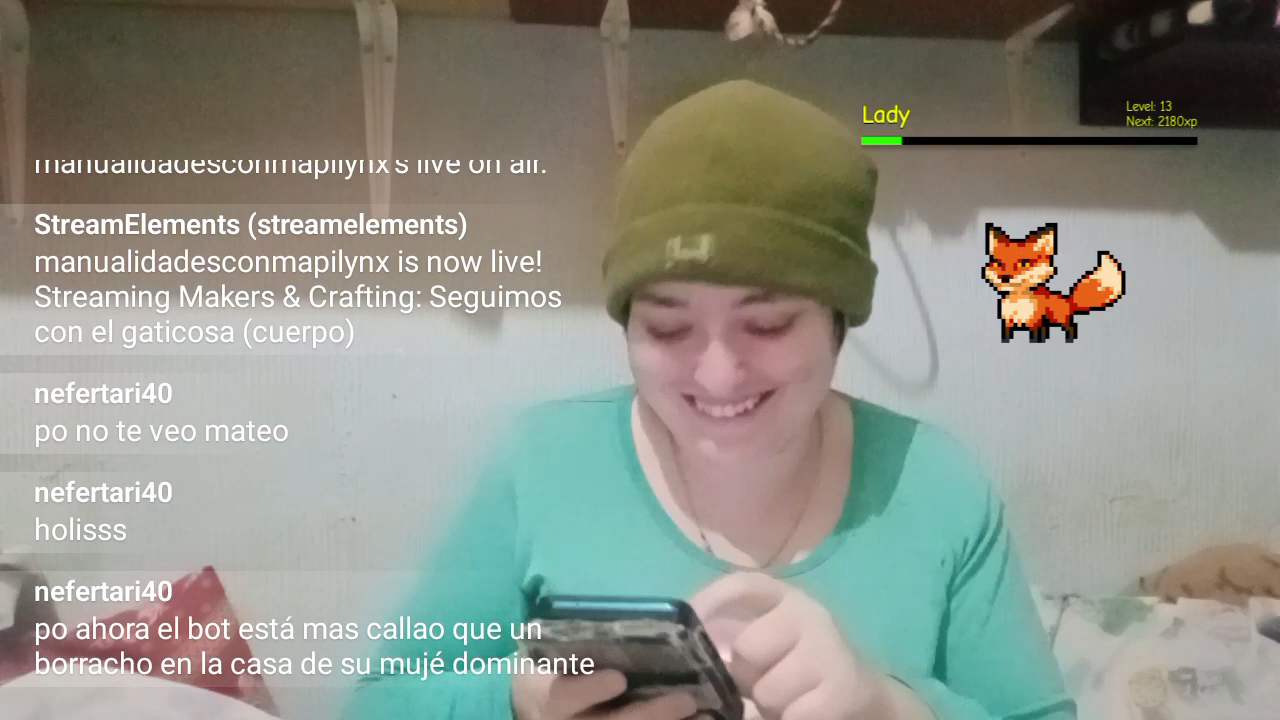 manualidadesconmapilynx's live on air.
StreamElements (streamelements)
manualidadesconmapilynx is now live!
Streaming Makers & Crafting: Seguimos
con el gaticosa (cuerpo)
nefertari40
po no te veo mateo
nefertari40
holisss
nefertari40
po ahora el bot está mas callao que un
borracho en la casa de su mujé dominante
Lady
Level: 13
Next: 2180xp